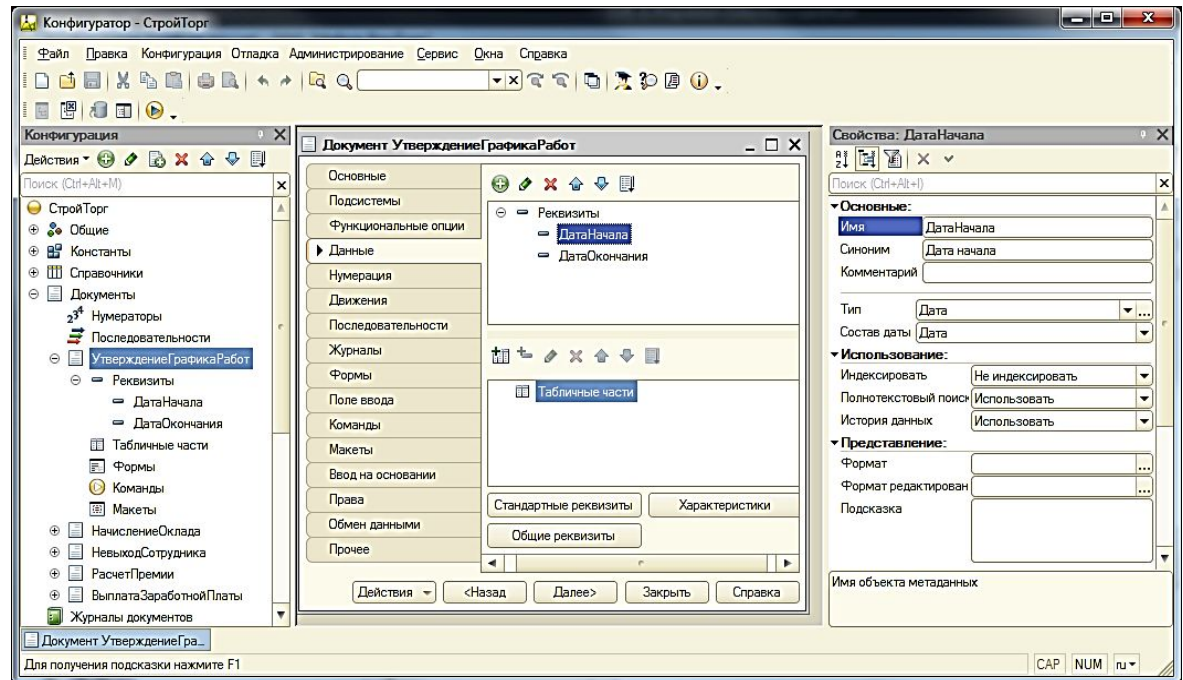 Конфигуратор - СтройТорг
Файл Правка Конфигурация Отладка Администрирование Сервис Окна Справка
Конфигурация
Действия
Поиск (Ctrl+Alt+M)
СтройТорг
Общие
Константы
Справочники
Документы
Нумераторы
Последовательности
УтверждениеГрафикаРабот
Реквизиты
ДатаНачала
ДатаОкончания
Табличные части
Формы
Команды
Макеты
НачислениеОклада
НевыходСотрудника
РасчетПремии
ВыплатаЗаработнойПлаты
Журналы документов
Документ УтверждениеГрафикаРабот
Основные
Подсистемы
Функциональные опции
Данные
Нумерация
Движения
Последовательности
Журналы
Формы
Поле ввода
Команды
Макеты
Ввод на основании
Права
Обмен данными
Прочее
Реквизиты
ДатаНачала
ДатаОкончания
Табличные части
Стандартные реквизиты Характеристики
Общие реквизиты
Действия <Назад Далее> Закрыть Справка
Свойства: ДатаНачала
Поиск (Ctrl+Alt+I)
Основные:
Имя ДатаНачала
Синоним Дата начала
Комментарий
Тип Дата
Состав даты Дата
Использование:
Индексировать Не индексировать
Полнотекстовый поиск Использовать
История данных Использовать
Представление:
Формат
Формат редактирован
Подсказка
Имя объекта метаданных
Документ УтверждениеГра...
Для получения подсказки нажмите F1
CAP NUM ru